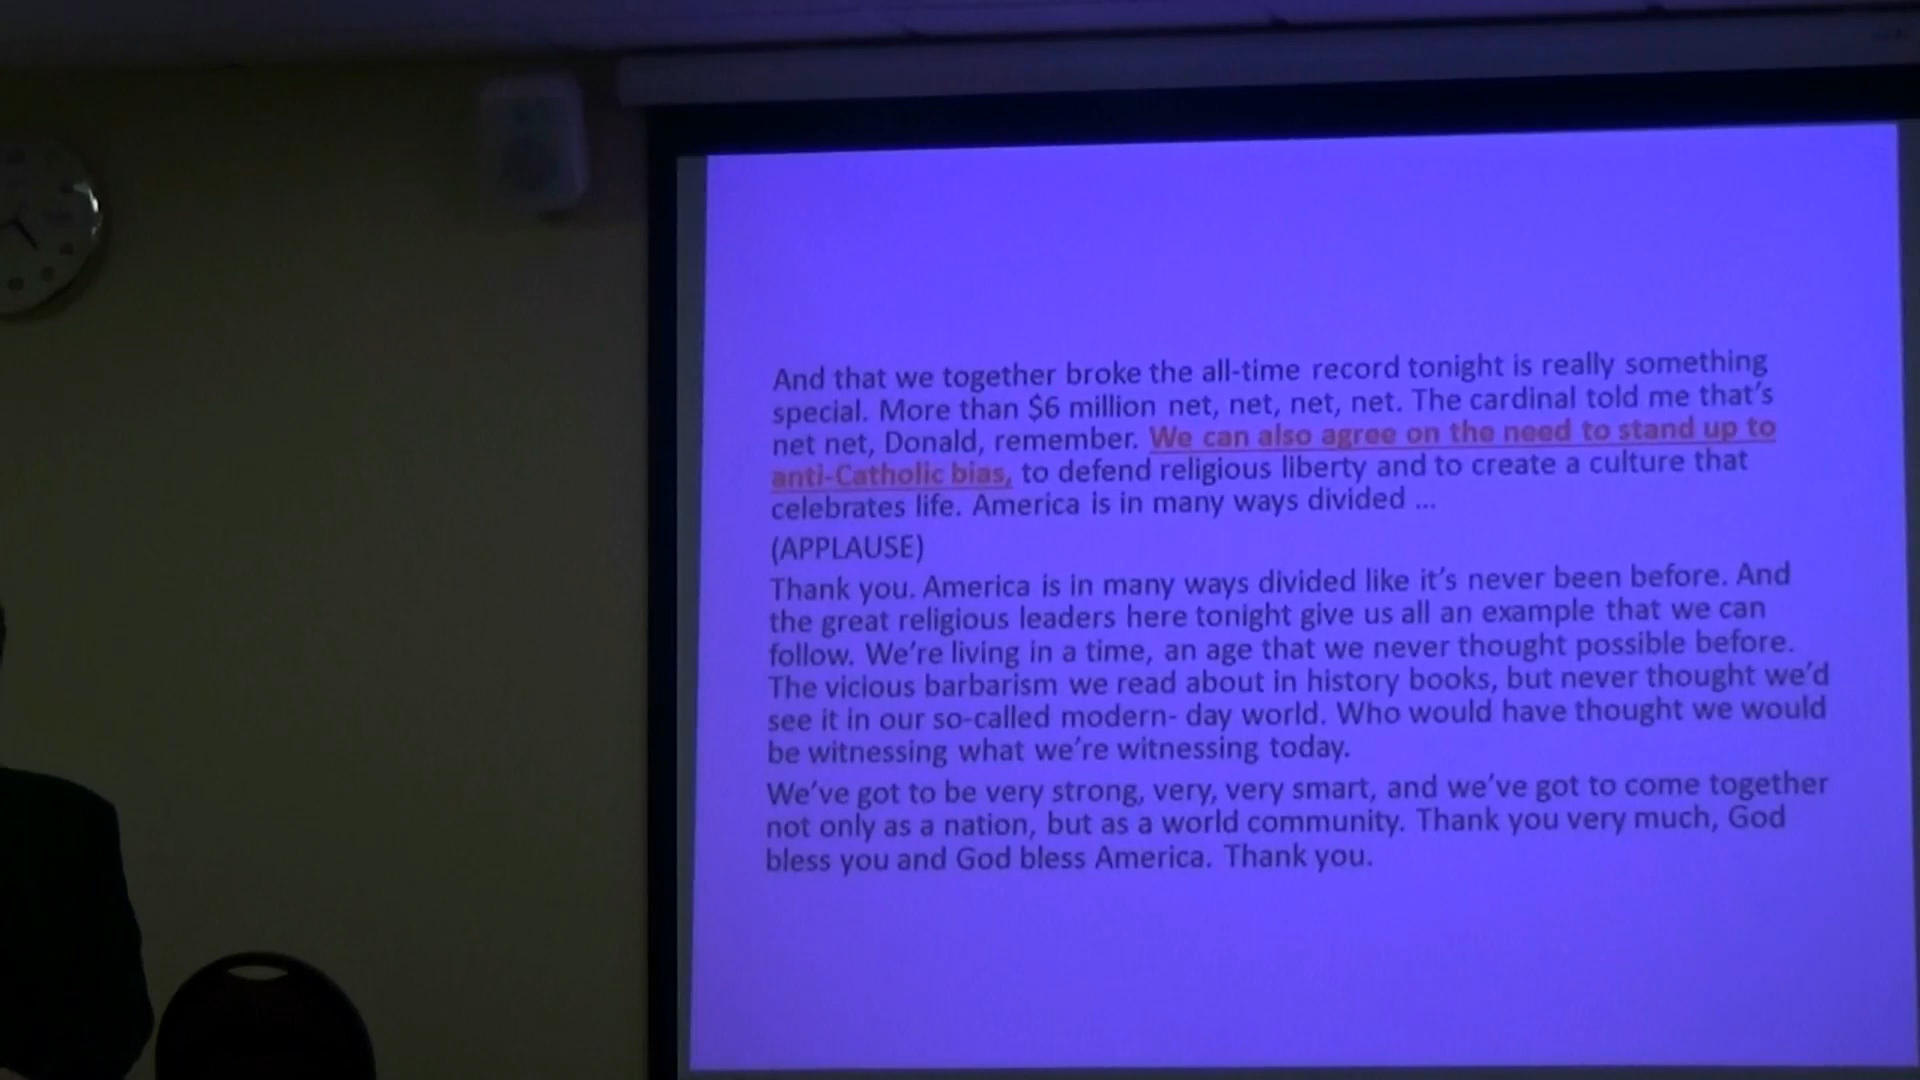 And that we together broke the all-time record tonight is really something
special. More than $6 million net, net, net, net. The cardinal told me that's
net net, Donald, remember. We can also agree on the need to stand up to
anti-Catholic bias, to defend religious liberty and to create a culture that
celebrates life. America is in many ways divided ...
(APPLAUSE)
Thank you. America is in many ways divided like it's never been before. And
the great religious leaders here tonight give us all an example that we can
follow. We're living in a time, an age that we never thought possible before.
The vicious barbarism we read about in history books, but never thought we'd
see it in our so-called modern- day world. Who would have thought we would
be witnessing what we're witnessing today.
We've got to be very strong, very, very smart, and we've got to come together
not only as a nation, but as a world community. Thank you very much, God
bless you and God bless America. Thank you.